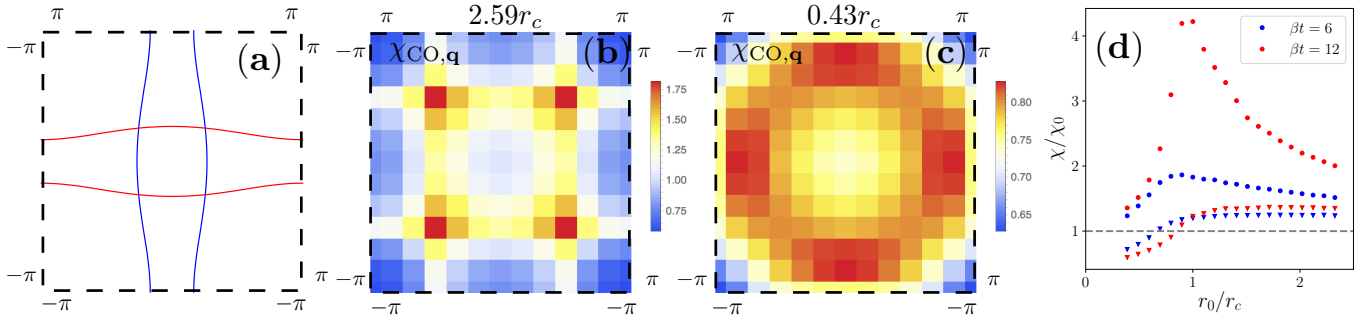 π π
−π π
(a)
−π π
−π −π
2.59r_c
π π
−π π
χ_CO,q (b)
−π π
−π
1.75
1.50
1.25
1.00
0.75
0.43r_c
π π
−π π
χ_CO,q (c)
−π π
−π
0.80
0.75
0.70
0.65
(d)
βt = 6
βt = 12
χ/χ_0
4
3
2
1
0 1 2
r_0/r_c